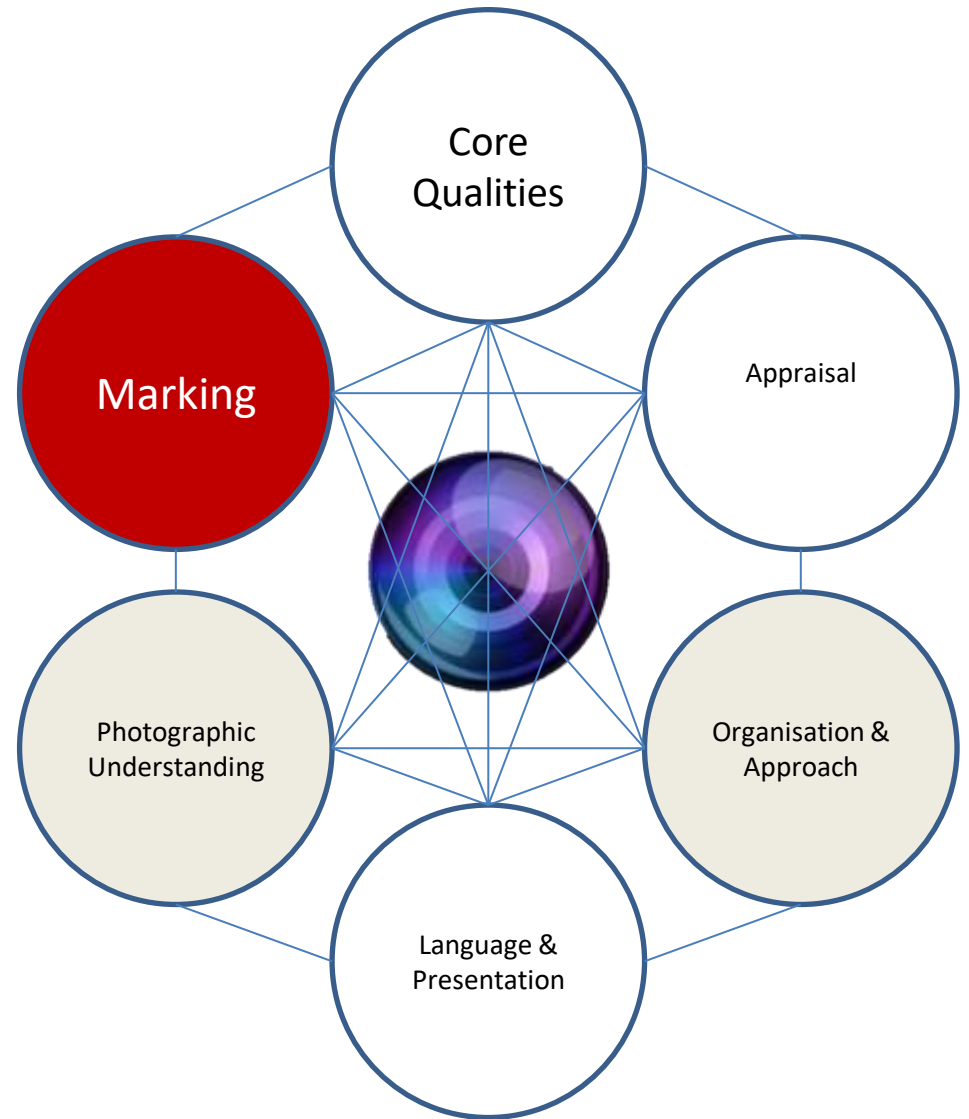 Core
Qualities
Marking
Appraisal
Photographic
Understanding
Organisation &
Approach
Language &
Presentation